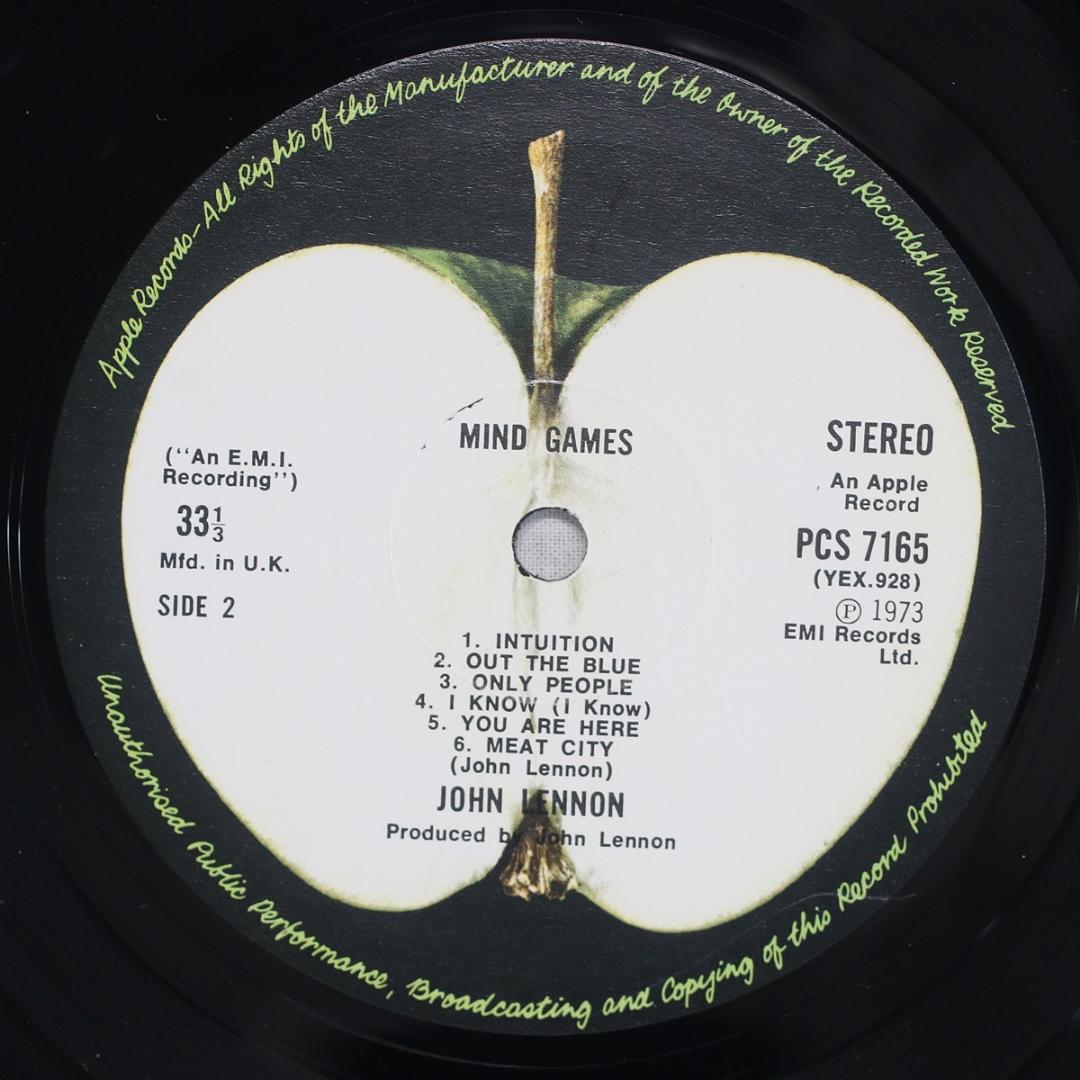 Apple Records-All Rights of the Manufacturer and of the Owner of the Recorded Work Reserved
MIND GAMES
("An E.M.I.
Recording")
33⅓
Mfd. in U.K.
SIDE 2
STEREO
An Apple
Record
PCS 7165
(YEX.928)
Ⓟ 1973
EMI Records
Ltd.
1. INTUITION
2. OUT THE BLUE
3. ONLY PEOPLE
4. I KNOW (I Know)
5. YOU ARE HERE
6. MEAT CITY
(John Lennon)
JOHN LENNON
Produced by John Lennon
Unauthorised Public Performance, Broadcasting and Copying of this Record Prohibited